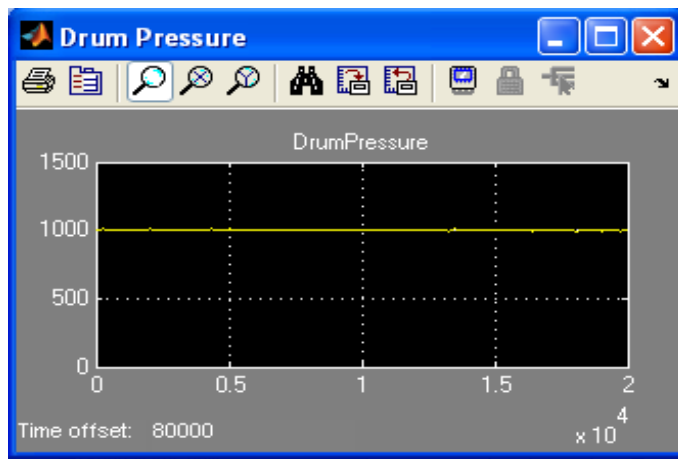 Drum Pressure
DrumPressure
1500
1000
500
0
0 0.5 1 1.5 2
x 10^4
Time offset: 80000